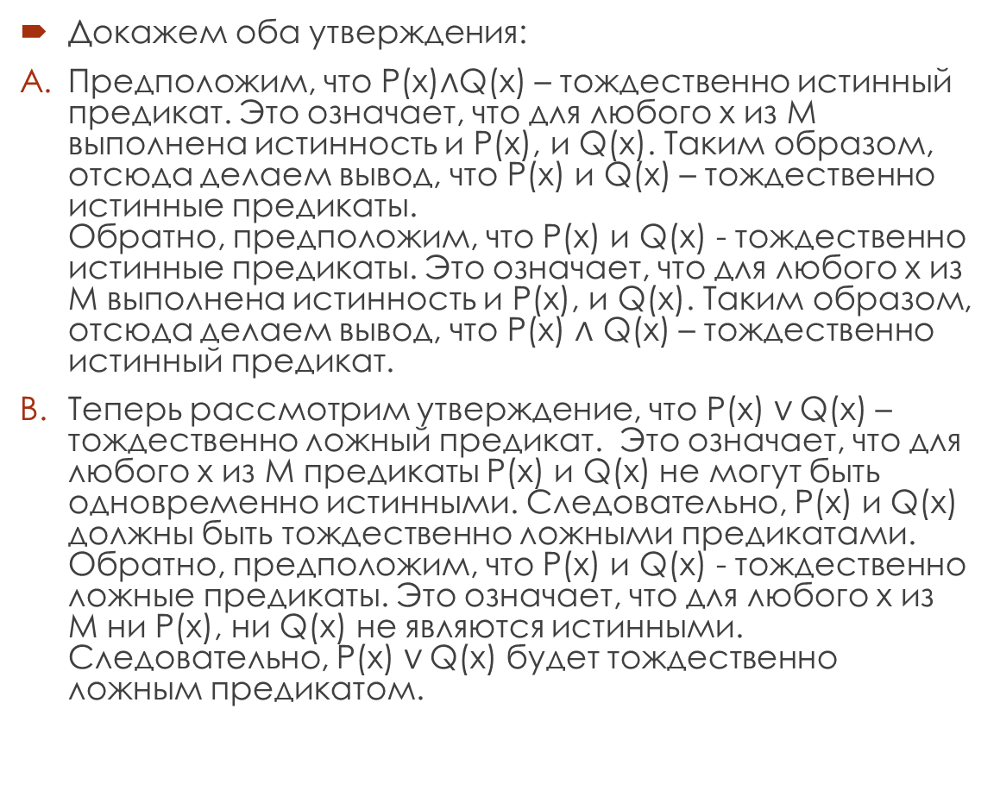 Докажем оба утверждения:
A. Предположим, что P(x)∧Q(x) – тождественно истинный
предикат. Это означает, что для любого x из M
выполнена истинность и P(x), и Q(x). Таким образом,
отсюда делаем вывод, что P(x) и Q(x) – тождественно
истинные предикаты.
Обратно, предположим, что P(x) и Q(x) - тождественно
истинные предикаты. Это означает, что для любого x из
M выполнена истинность и P(x), и Q(x). Таким образом,
отсюда делаем вывод, что P(x) ∧ Q(x) – тождественно
истинный предикат.
B. Теперь рассмотрим утверждение, что P(x) ∨ Q(x) –
тождественно ложный предикат. Это означает, что для
любого x из M предикаты P(x) и Q(x) не могут быть
одновременно истинными. Следовательно, P(x) и Q(x)
должны быть тождественно ложными предикатами.
Обратно, предположим, что P(x) и Q(x) - тождественно
ложные предикаты. Это означает, что для любого x из
M ни P(x), ни Q(x) не являются истинными.
Следовательно, P(x) ∨ Q(x) будет тождественно
ложным предикатом.